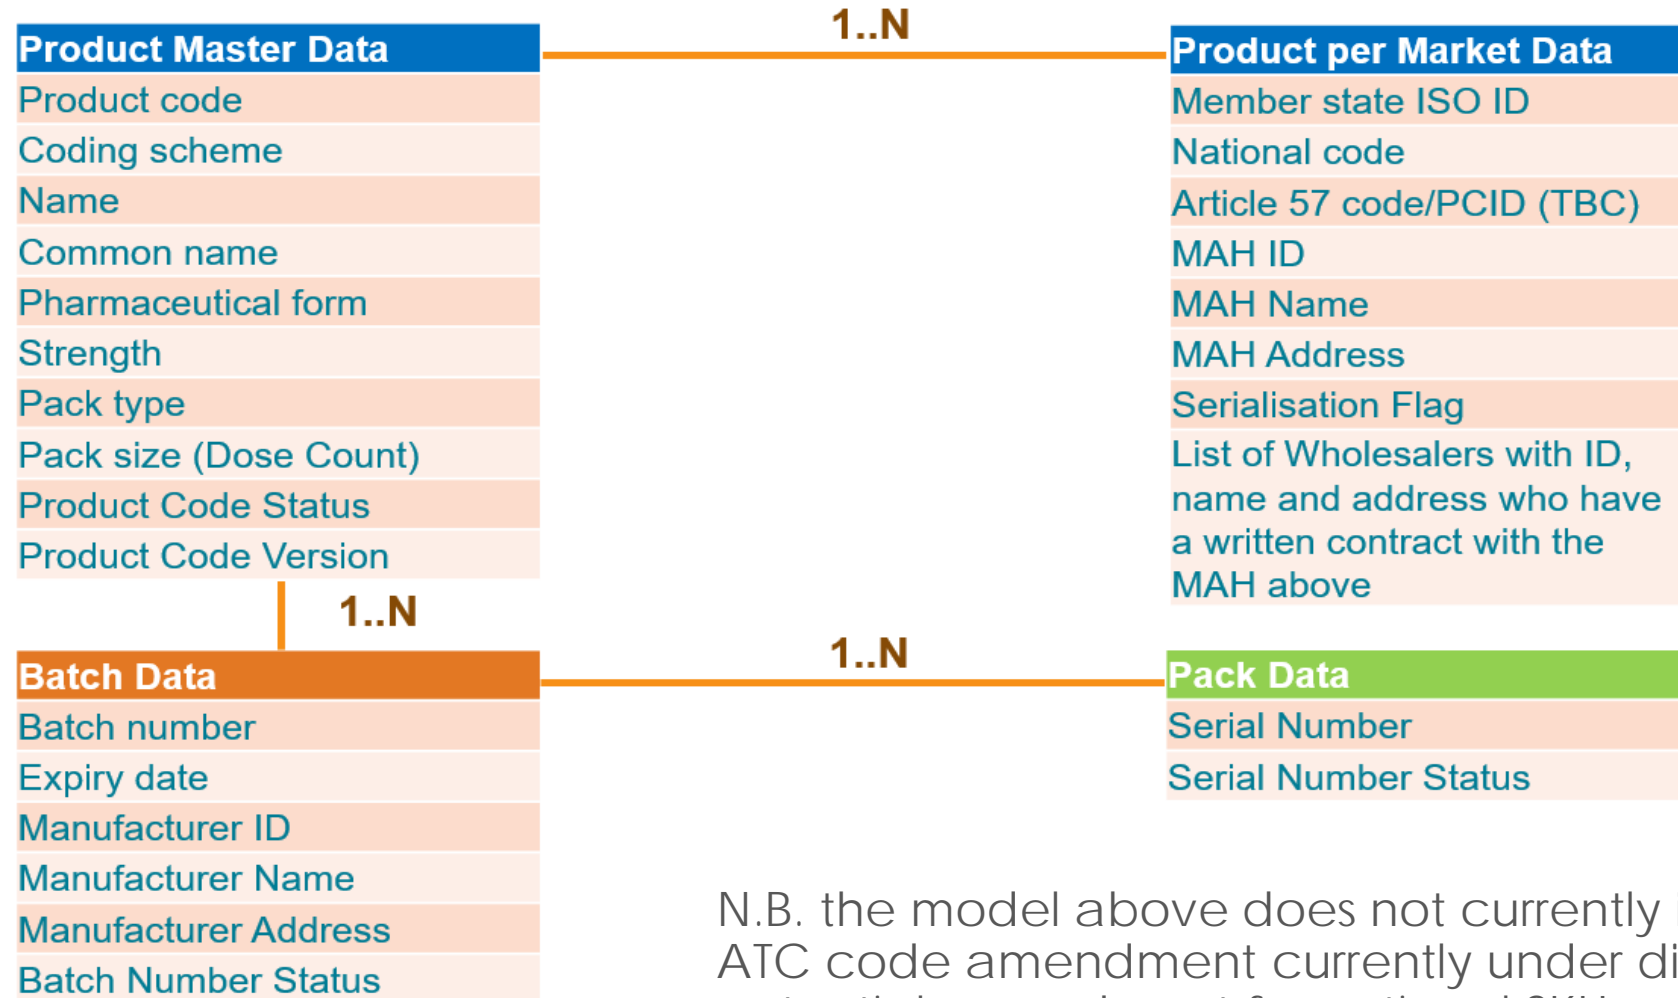 1..N
Product Master Data
Product code
Coding scheme
Name
Common name
Pharmaceutical form
Strength
Pack type
Pack size (Dose Count)
Product Code Status
Product Code Version
Product per Market Data
Member state ISO ID
National code
Article 57 code/PCID (TBC)
MAH ID
MAH Name
MAH Address
Serialisation Flag
List of Wholesalers with ID,
name and address who have
a written contract with the
MAH above
1..N
1..N
Batch Data
Batch number
Expiry date
Manufacturer ID
Manufacturer Name
Manufacturer Address
Batch Number Status
Pack Data
Serial Number
Serial Number Status
N.B. the model above does not currently
ATC code amendment currently under